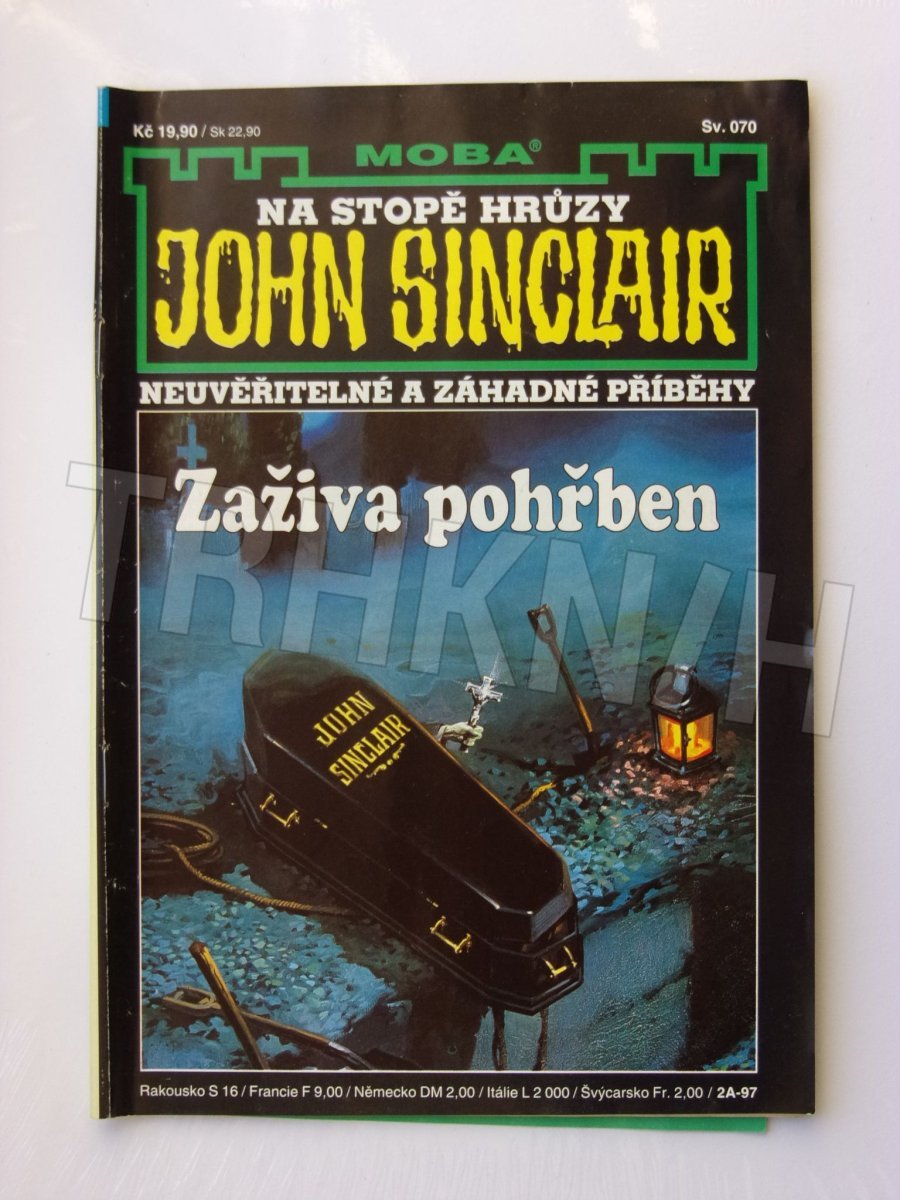 Kč 19,90 / Sk 22,90
Sv. 070
MOBA®
NA STOPĚ HRŮZY
JOHN SINCLAIR
NEUVĚŘITELNÉ A ZÁHADNÉ PŘÍBĚHY
Zaživa pohřben
TRHKNIH
JOHN
SINCLAIR
Rakousko S 16 / Francie F 9,00 / Německo DM 2,00 / Itálie L 2 000 / Švýcarsko Fr. 2,00 / 2A-97